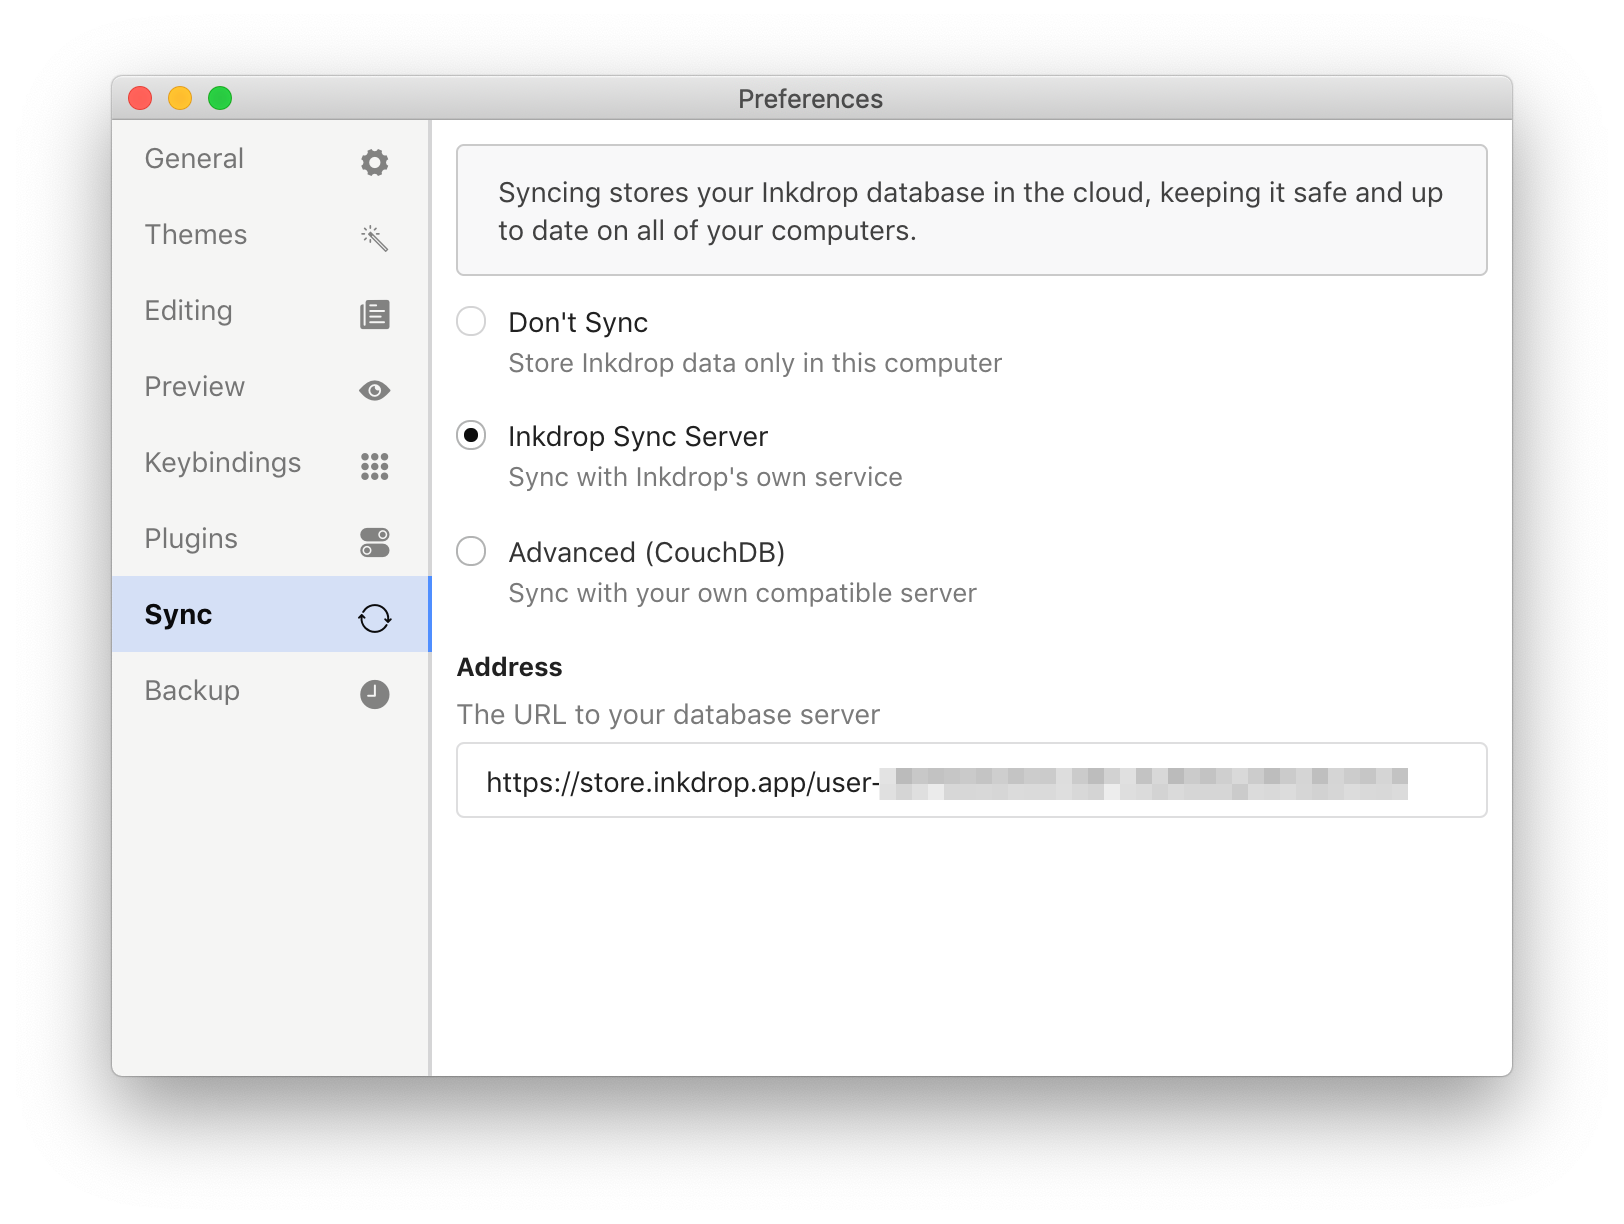 Preferences
General
Themes
Editing
Preview
Keybindings
Plugins
Sync
Backup
Syncing stores your Inkdrop database in the cloud, keeping it safe and up
to date on all of your computers.
Don't Sync
Store Inkdrop data only in this computer
Inkdrop Sync Server
Sync with Inkdrop's own service
Advanced (CouchDB)
Sync with your own compatible server
Address
The URL to your database server
https://store.inkdrop.app/user-